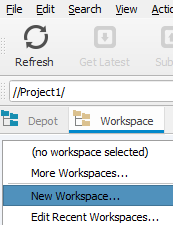 File Edit View Search
Refresh Get Latest Sub
//Project1/
Depot Workspace
(no workspace selected)
More Workspaces...
New Workspace...
Edit Recent Workspaces...